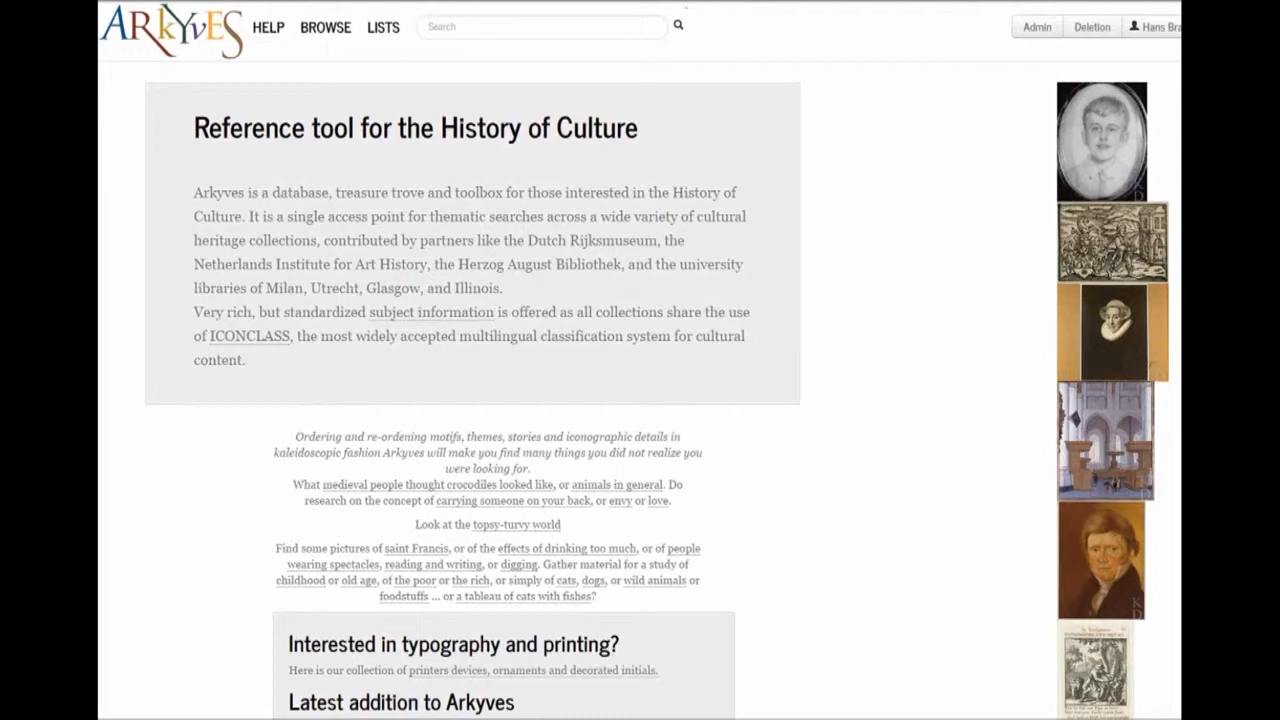 ARKYVES HELP BROWSE LISTS Search Admin Deletion Hans Bra
Reference tool for the History of Culture
Arkyves is a database, treasure trove and toolbox for those interested in the History of
Culture. It is a single access point for thematic searches across a wide variety of cultural
heritage collections, contributed by partners like the Dutch Rijksmuseum, the
Netherlands Institute for Art History, the Herzog August Bibliothek, and the university
libraries of Milan, Utrecht, Glasgow, and Illinois.
Very rich, but standardized subject information is offered as all collections share the use
of ICONCLASS, the most widely accepted multilingual classification system for cultural
content.
Ordering and re-ordering motifs, themes, stories and iconographic details in
kaleidoscopic fashion Arkyves will make you find many things you did not realize you
were looking for.
What medieval people thought crocodiles looked like, or animals in general. Do
research on the concept of carrying someone on your back, or envy or love.
Look at the topsy-turvy world
Find some pictures of saint Francis, or of the effects of drinking too much, or of people
wearing spectacles, reading and writing, or digging. Gather material for a study of
childhood or old age, of the poor or the rich, or simply of cats, dogs, or wild animals or
foodstuffs ... or a tableau of cats with fishes?
Interested in typography and printing?
Here is our collection of printers devices, ornaments and decorated initials.
Latest addition to Arkyves